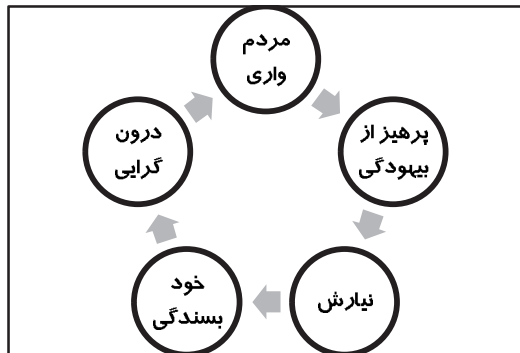 مردم
واری
پرهیز از
بیهودگی
نیارش
خود
بسندگی
درون
گرایی